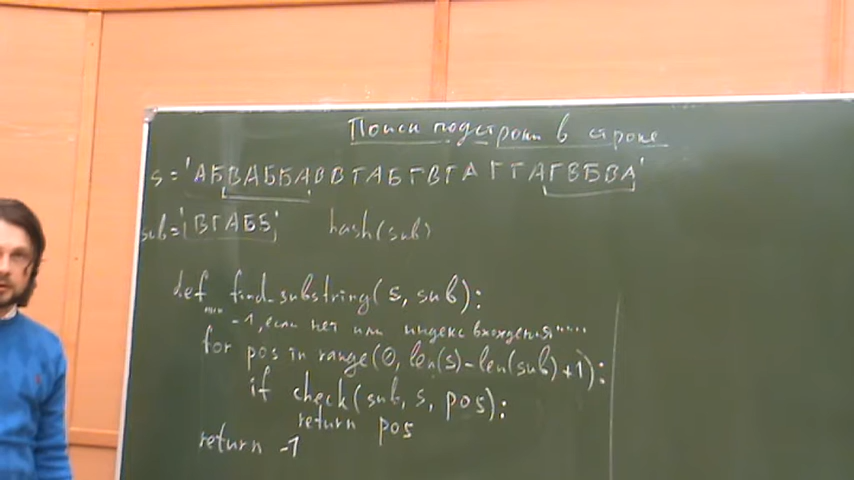 Поиск подстроки в строке
s = 'АБВАББАВВГАБГВГАГГАГВБВА'
sub = 'ВГАББ' hash(sub)
def find_substring(s, sub):
""" -1, если нет или индекс вхождения """
for pos in range(0, len(s)-len(sub)+1):
if check(sub, s, pos):
return pos
return -1